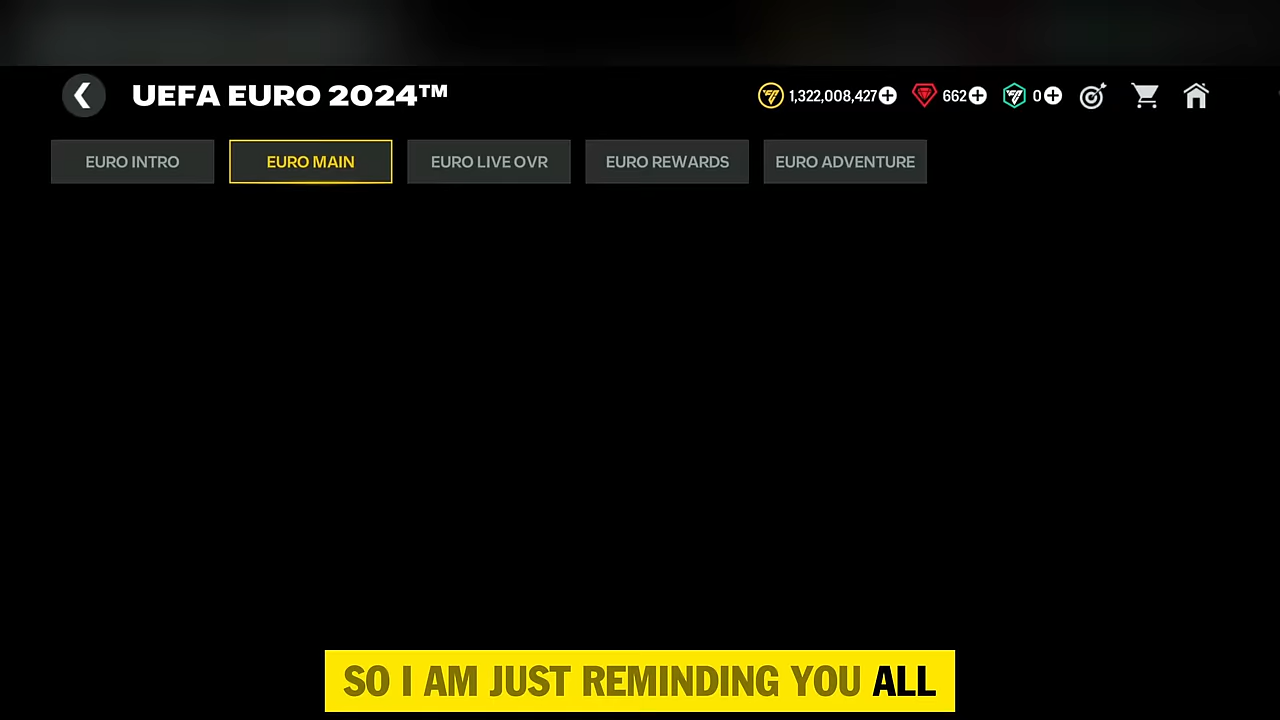 UEFA EURO 2024™
1,322,008,427
662
0
EURO INTRO
EURO MAIN
EURO LIVE OVR
EURO REWARDS
EURO ADVENTURE
SO I AM JUST REMINDING YOU ALL